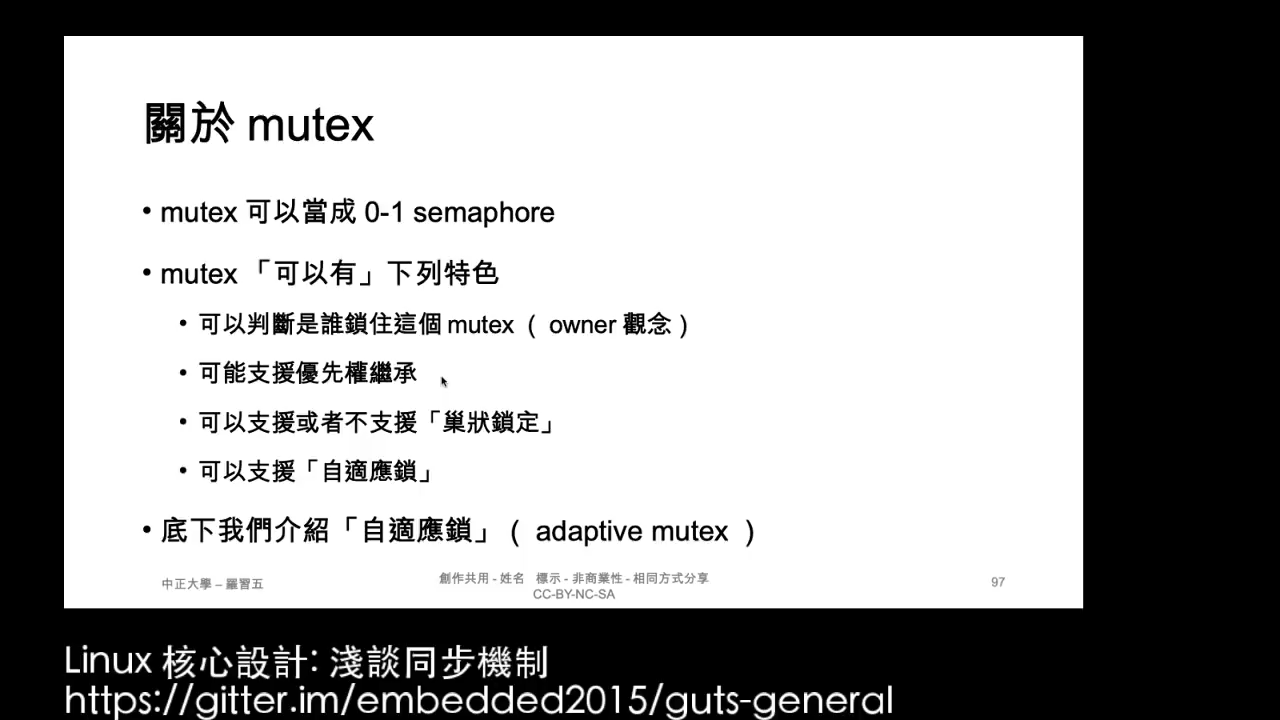 關於 mutex
• mutex 可以當成 0-1 semaphore
• mutex 「可以有」下列特色
• 可以判斷是誰鎖住這個 mutex （ owner 觀念 )
• 可能支援優先權繼承
• 可以支援或者不支援「巢狀鎖定」
• 可以支援「自適應鎖」
• 底下我們介紹「自適應鎖」（ adaptive mutex ）
中正大學 – 羅習五
創作共用 - 姓名 標示 - 非商業性 - 相同方式分享
CC-BY-NC-SA
97
Linux 核心設計: 淺談同步機制
https://gitter.im/embedded2015/guts-general